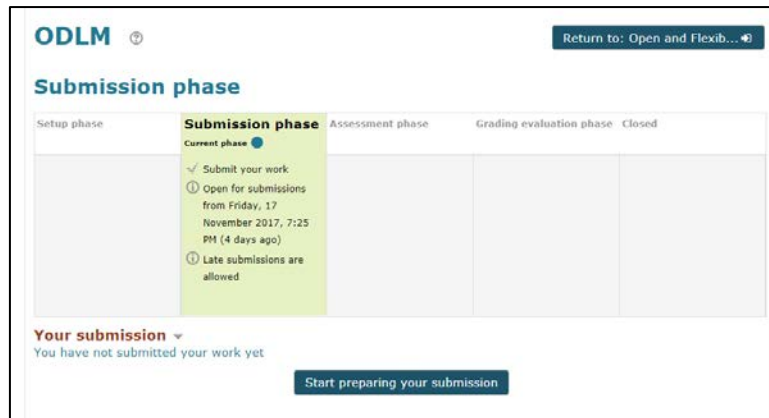 ODLM
Return to: Open and Flexib...
Submission phase
Setup phase
Submission phase
Current phase
Submit your work
Open for submissions
from Friday, 17
November 2017, 7:25
PM (4 days ago)
Late submissions are
allowed
Assessment phase
Grading evaluation phase
Closed
Your submission
You have not submitted your work yet
Start preparing your submission